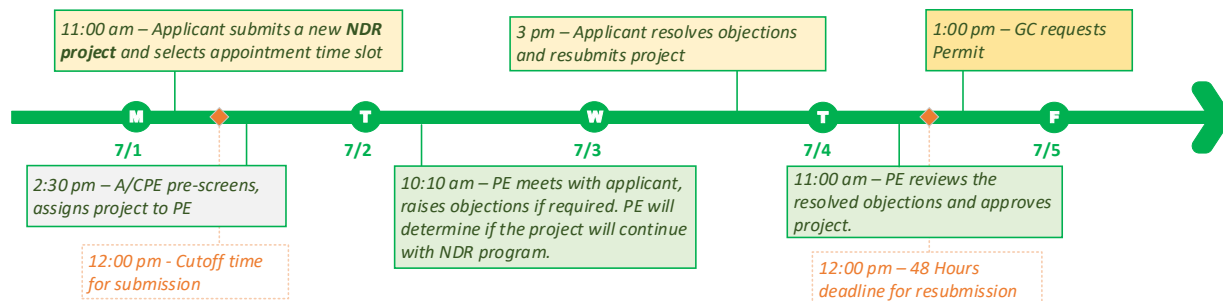 11:00 am – Applicant submits a new NDR
project and selects appointment time slot
3 pm – Applicant resolves objections
and resubmits project
1:00 pm – GC requests
Permit
M
T
W
T
F
7/1
7/2
7/3
7/4
7/5
2:30 pm – A/CPE pre-screens,
assigns project to PE
10:10 am – PE meets with applicant,
raises objections if required. PE will
determine if the project will continue
with NDR program.
11:00 am – PE reviews the
resolved objections and approves
project.
12:00 pm - Cutoff time
for submission
12:00 pm – 48 Hours
deadline for resubmission